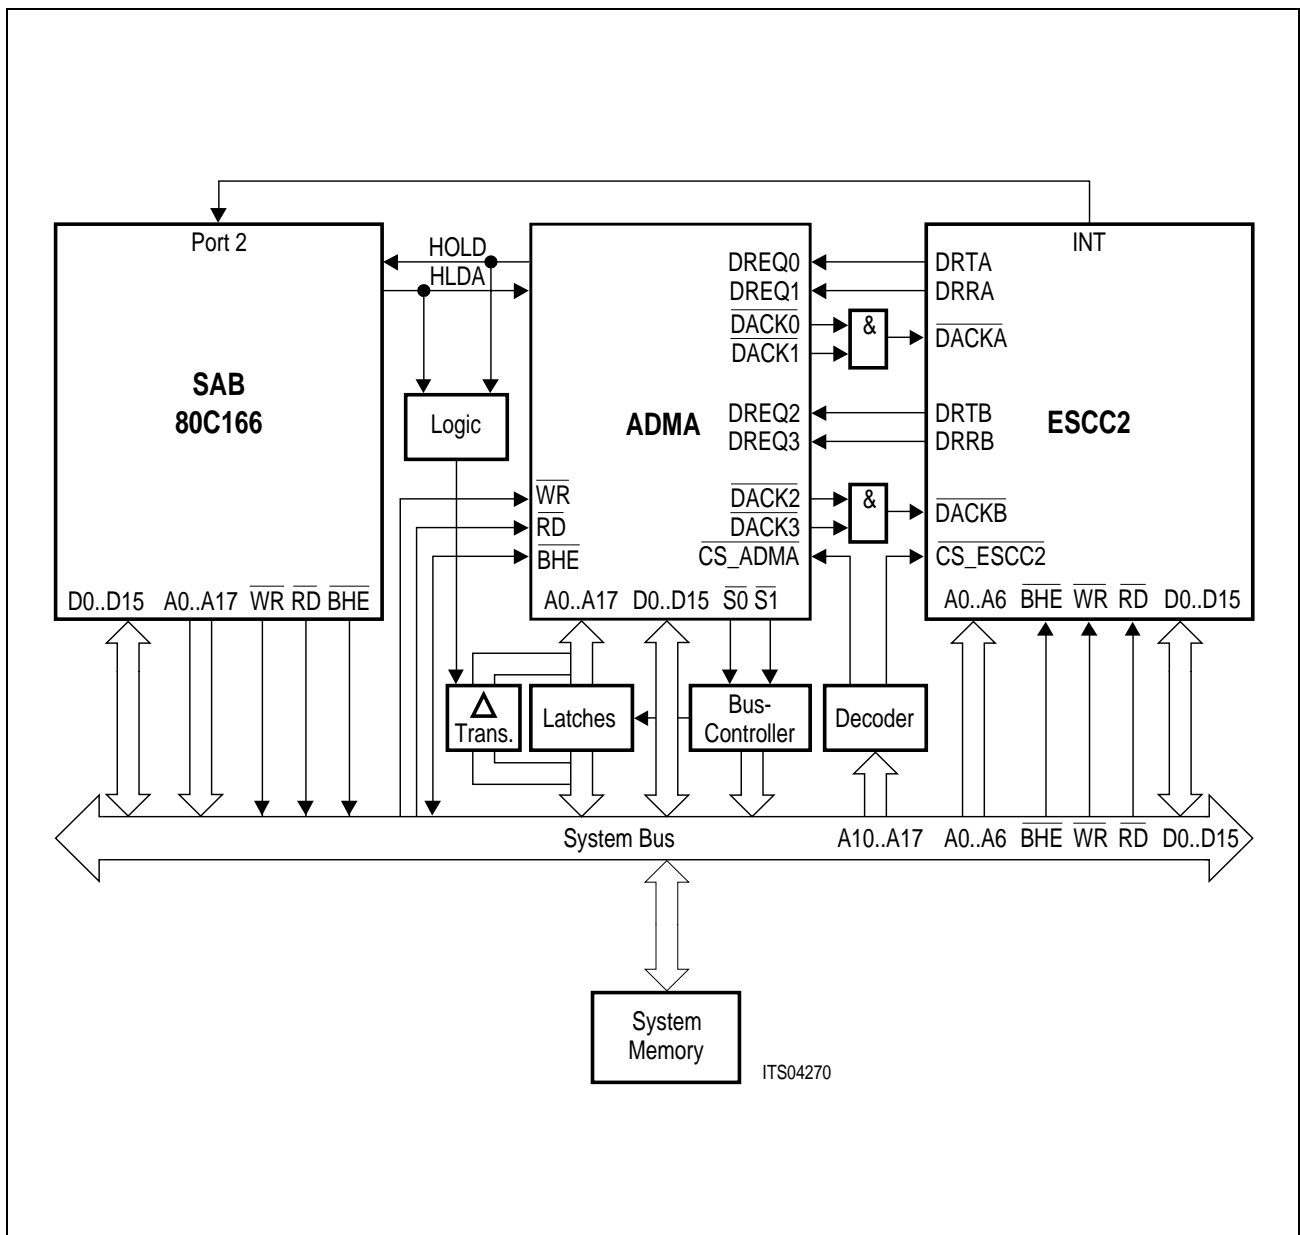 Port 2
INT
HOLD
HLDA
DREQ0
DRTA
DREQ1
DRRA
DACK0
&
DACKA
DACK1
SAB
80C166
Logic
ADMA
DREQ2
DRTB
ESCC2
DREQ3
DRRB
WR
DACK2
&
DACKB
RD
DACK3
BHE
CS_ADMA
CS_ESCC2
D0..D15 A0..A17 WR RD BHE
A0..A17 D0..D15 S0 S1
A0..A6 BHE WR RD D0..D15
Trans.
Latches
Bus-
Controller
Decoder
System Bus
A10..A17 A0..A6 BHE WR RD D0..D15
System
Memory
ITS04270